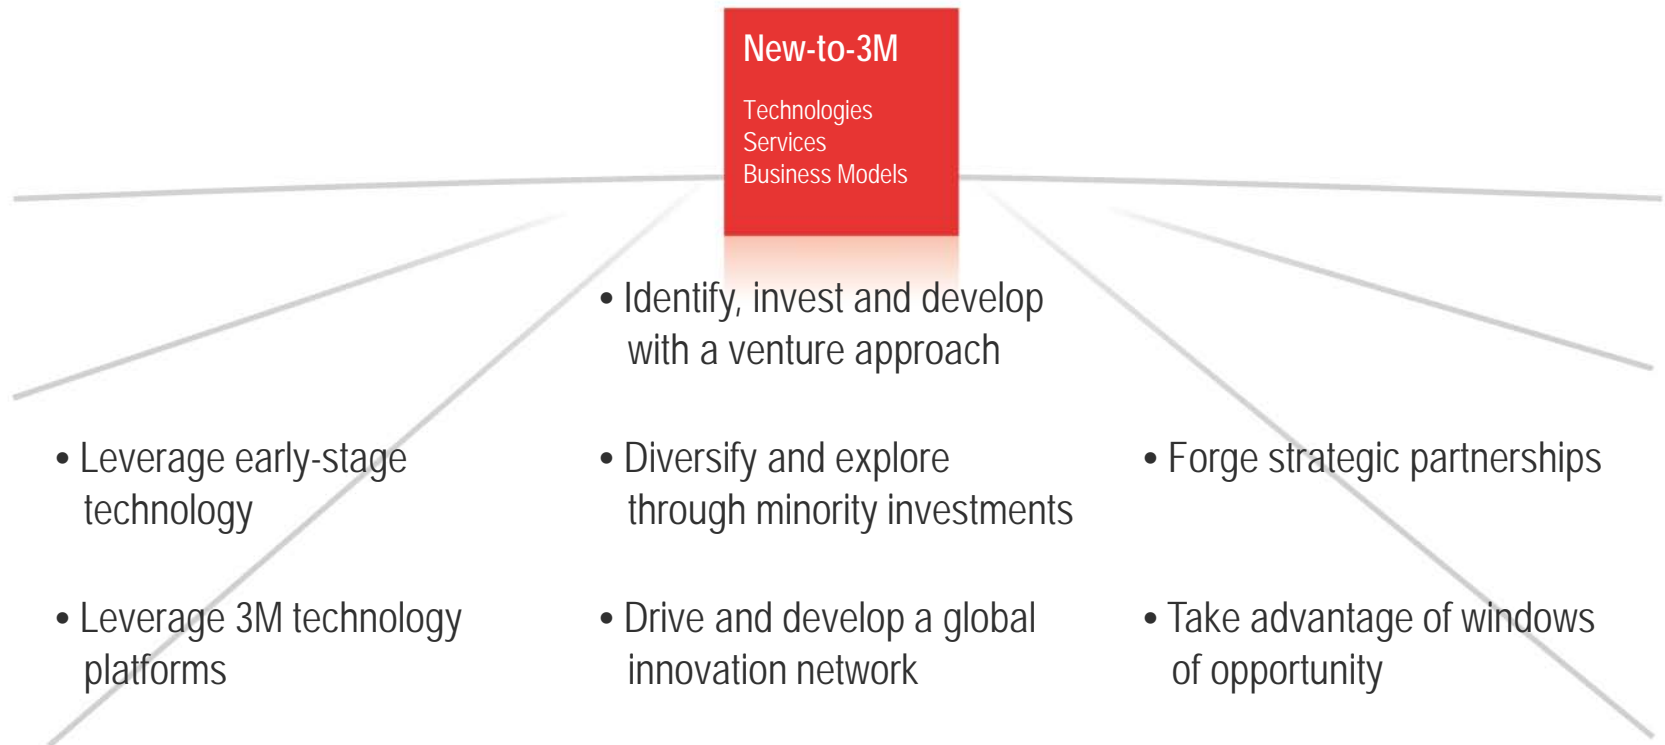 New-to-3M
Technologies
Services
Business Models
• Identify, invest and develop
with a venture approach
• Leverage early-stage
technology
• Diversify and explore
through minority investments
• Forge strategic partnerships
• Leverage 3M technology
platforms
• Drive and develop a global
innovation network
• Take advantage of windows
of opportunity